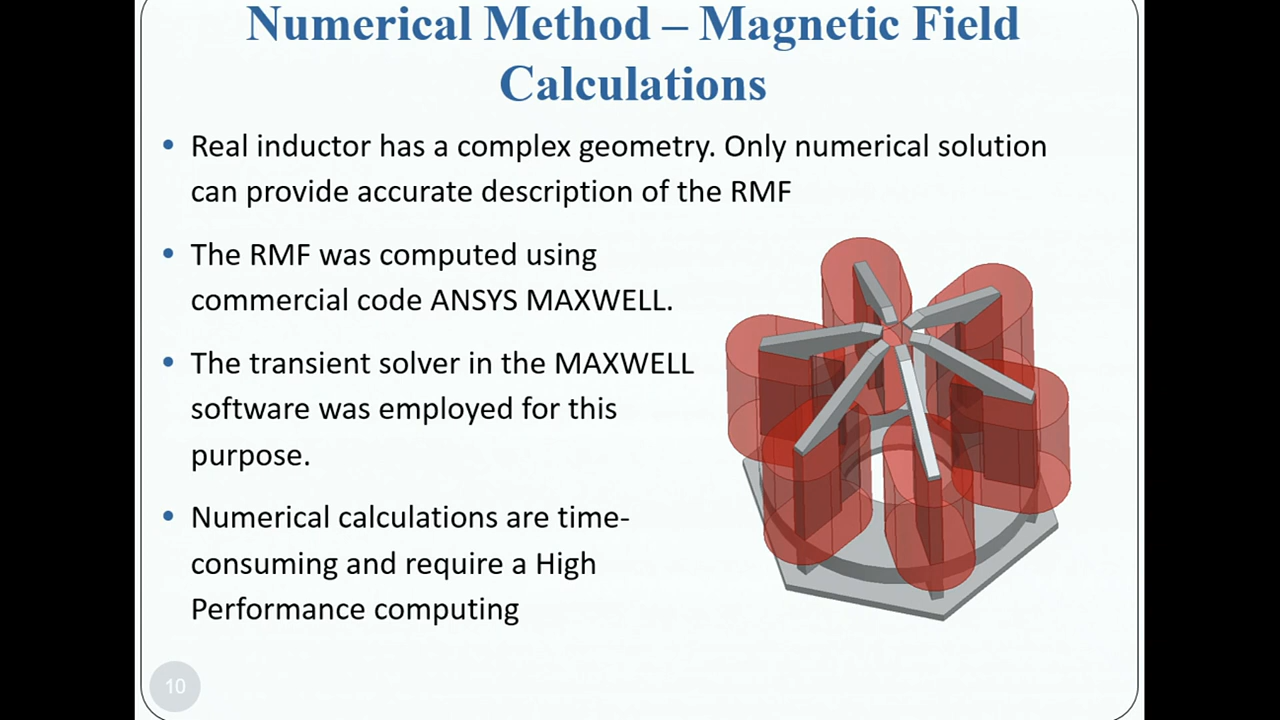 Numerical Method – Magnetic Field
Calculations
• Real inductor has a complex geometry. Only numerical solution
can provide accurate description of the RMF
• The RMF was computed using
commercial code ANSYS MAXWELL.
• The transient solver in the MAXWELL
software was employed for this
purpose.
• Numerical calculations are time-
consuming and require a High
Performance computing
10